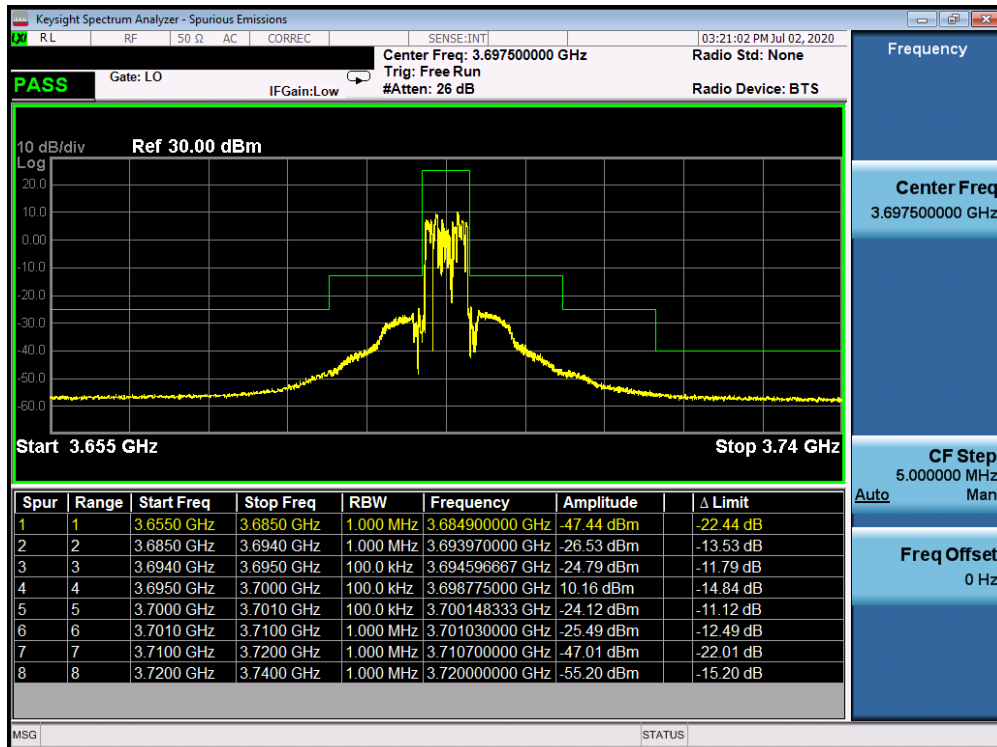 Keysight Spectrum Analyzer - Spurious Emissions
LXI RL RF 50 Ω AC CORREC SENSE:INT 03:21:02 PM Jul 02, 2020
Center Freq: 3.697500000 GHz Radio Std: None
PASS Gate: LO Trig: Free Run
IFGain:Low #Atten: 26 dB Radio Device: BTS
10 dB/div Ref 30.00 dBm
Log
20.0
10.0
0.00
-10.0
-20.0
-30.0
-40.0
-50.0
-60.0
Start 3.655 GHz Stop 3.74 GHz
Spur Range Start Freq Stop Freq RBW Frequency Amplitude Δ Limit
1 1 3.6550 GHz 3.6850 GHz 1.000 MHz 3.684900000 GHz -47.44 dBm -22.44 dB
2 2 3.6850 GHz 3.6940 GHz 1.000 MHz 3.693970000 GHz -26.53 dBm -13.53 dB
3 3 3.6940 GHz 3.6950 GHz 100.0 kHz 3.694596667 GHz -24.79 dBm -11.79 dB
4 4 3.6950 GHz 3.7000 GHz 100.0 kHz 3.698775000 GHz 10.16 dBm -14.84 dB
5 5 3.7000 GHz 3.7010 GHz 100.0 kHz 3.700148333 GHz -24.12 dBm -11.12 dB
6 6 3.7010 GHz 3.7100 GHz 1.000 MHz 3.701030000 GHz -25.49 dBm -12.49 dB
7 7 3.7100 GHz 3.7200 GHz 1.000 MHz 3.710700000 GHz -47.01 dBm -22.01 dB
8 8 3.7200 GHz 3.7400 GHz 1.000 MHz 3.720000000 GHz -55.20 dBm -15.20 dB
MSG STATUS
Frequency
Center Freq
3.697500000 GHz
CF Step
5.000000 MHz
Auto Man
Freq Offset
0 Hz